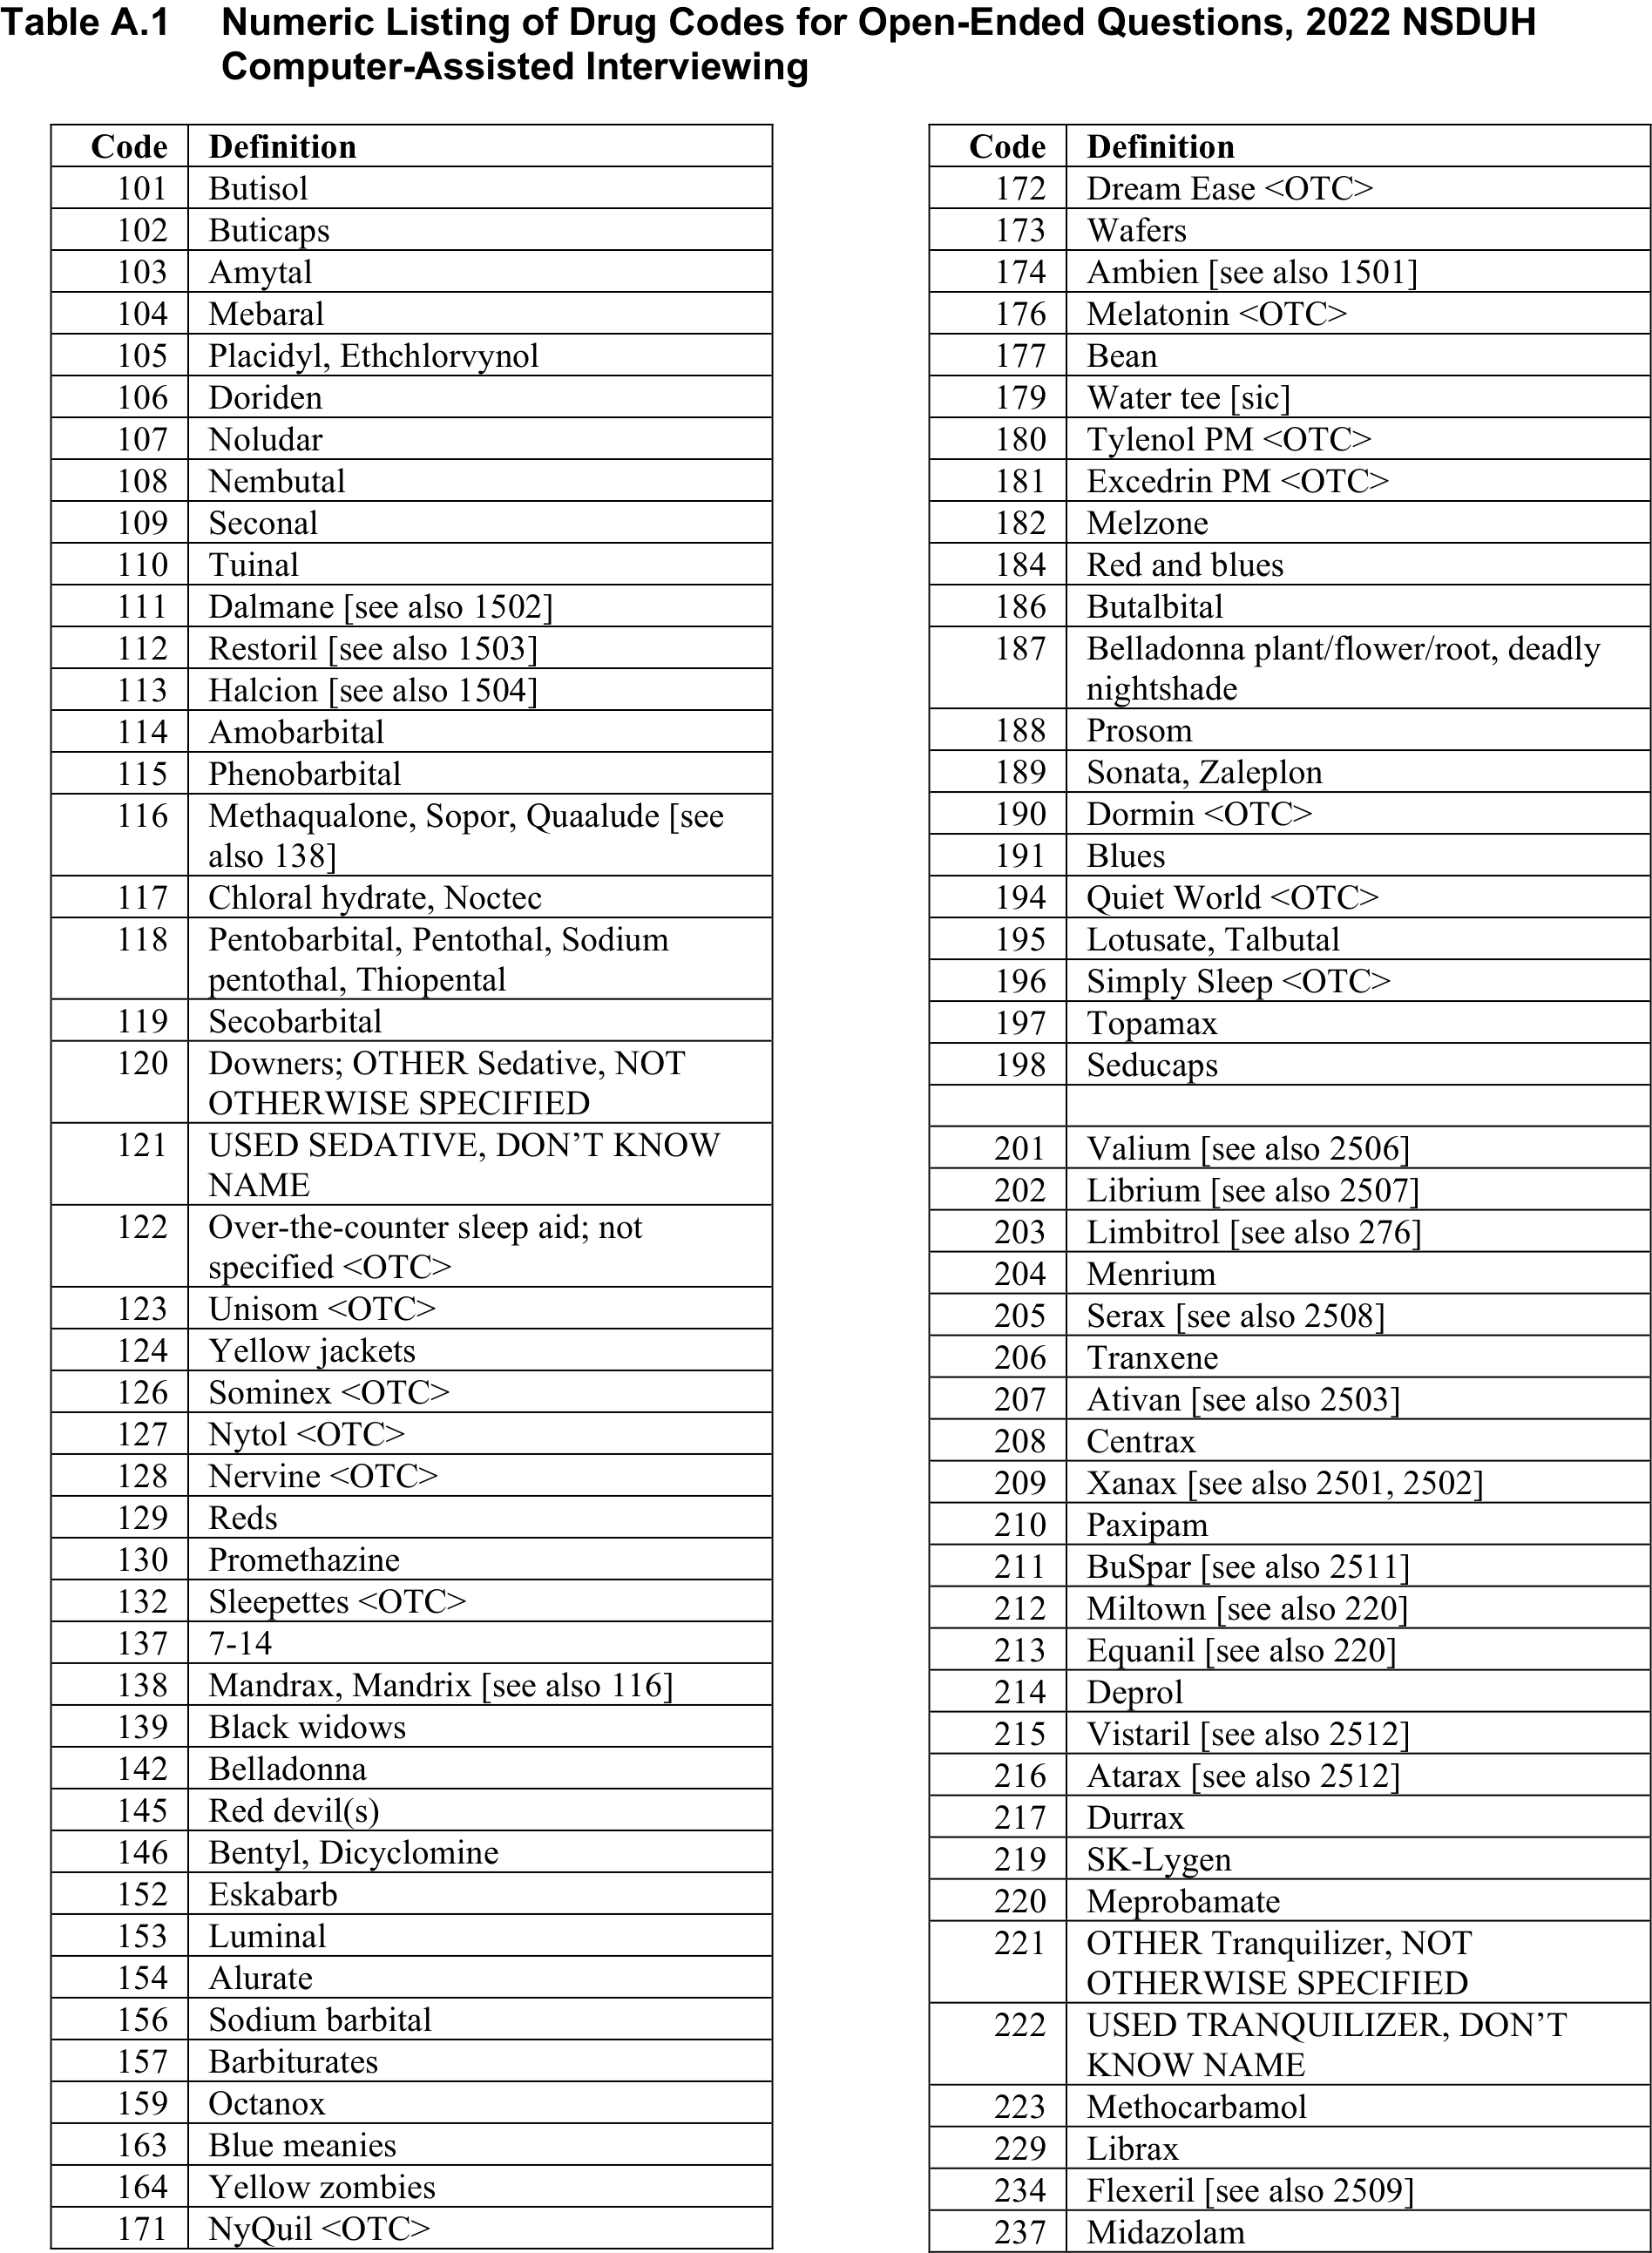 Table A.1 Numeric Listing of Drug Codes for Open-Ended Questions, 2022 NSDUH
Computer-Assisted Interviewing
Code Definition
101 Butisol
102 Buticaps
103 Amytal
104 Mebaral
105 Placidyl, Ethchlorvynol
106 Doriden
107 Noludar
108 Nembutal
109 Seconal
110 Tuinal
111 Dalmane [see also 1502]
112 Restoril [see also 1503]
113 Halcion [see also 1504]
114 Amobarbital
115 Phenobarbital
116 Methaqualone, Sopor, Quaalude [see
also 138]
117 Chloral hydrate, Noctec
118 Pentobarbital, Pentothal, Sodium
pentothal, Thiopental
119 Secobarbital
120 Downers; OTHER Sedative, NOT
OTHERWISE SPECIFIED
121 USED SEDATIVE, DON’T KNOW
NAME
122 Over-the-counter sleep aid; not
specified <OTC>
123 Unisom <OTC>
124 Yellow jackets
126 Sominex <OTC>
127 Nytol <OTC>
128 Nervine <OTC>
129 Reds
130 Promethazine
132 Sleepettes <OTC>
137 7-14
138 Mandrax, Mandrix [see also 116]
139 Black widows
142 Belladonna
145 Red devil(s)
146 Bentyl, Dicyclomine
152 Eskabarb
153 Luminal
154 Alurate
156 Sodium barbital
157 Barbiturates
159 Octanox
163 Blue meanies
164 Yellow zombies
171 NyQuil <OTC>
Code Definition
172 Dream Ease <OTC>
173 Wafers
174 Ambien [see also 1501]
176 Melatonin <OTC>
177 Bean
179 Water tee [sic]
180 Tylenol PM <OTC>
181 Excedrin PM <OTC>
182 Melzone
184 Red and blues
186 Butalbital
187 Belladonna plant/flower/root, deadly
nightshade
188 Prosom
189 Sonata, Zaleplon
190 Dormin <OTC>
191 Blues
194 Quiet World <OTC>
195 Lotusate, Talbutal
196 Simply Sleep <OTC>
197 Topamax
198 Seducaps
201 Valium [see also 2506]
202 Librium [see also 2507]
203 Limbitrol [see also 276]
204 Menrium
205 Serax [see also 2508]
206 Tranxene
207 Ativan [see also 2503]
208 Centrax
209 Xanax [see also 2501, 2502]
210 Paxipam
211 BuSpar [see also 2511]
212 Miltown [see also 220]
213 Equanil [see also 220]
214 Deprol
215 Vistaril [see also 2512]
216 Atarax [see also 2512]
217 Durrax
219 SK-Lygen
220 Meprobamate
221 OTHER Tranquilizer, NOT
OTHERWISE SPECIFIED
222 USED TRANQUILIZER, DON’T
KNOW NAME
223 Methocarbamol
229 Librax
234 Flexeril [see also 2509]
237 Midazolam